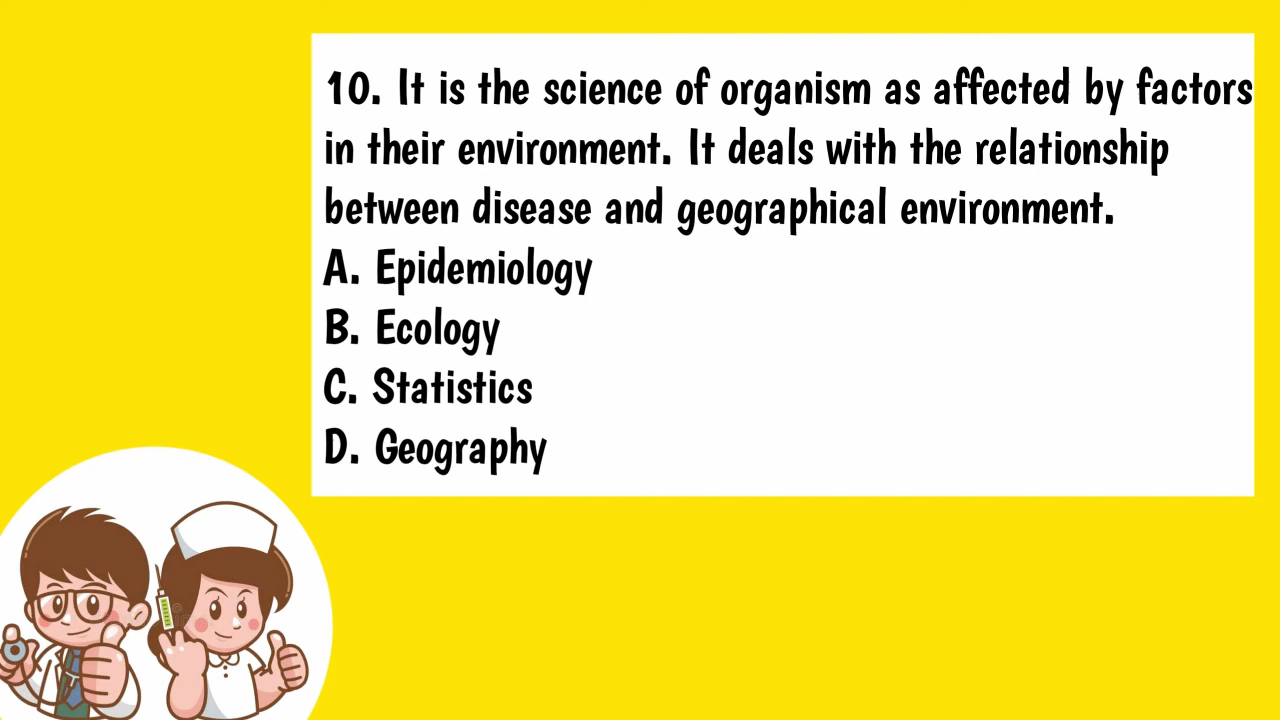 10. It is the science of organism as affected by factors
in their environment. It deals with the relationship
between disease and geographical environment.
A. Epidemiology
B. Ecology
C. Statistics
D. Geography